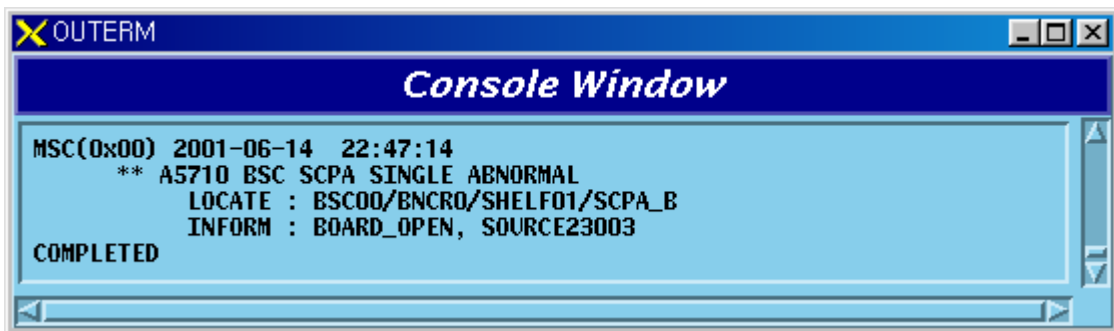 OUTERM
Console Window
MSC(0x00) 2001-06-14 22:47:14
** A5710 BSC SCPA SINGLE ABNORMAL
LOCATE : BSC00/BNCR0/SHELF01/SCPA_B
INFORM : BOARD_OPEN, SOURCE23003
COMPLETED